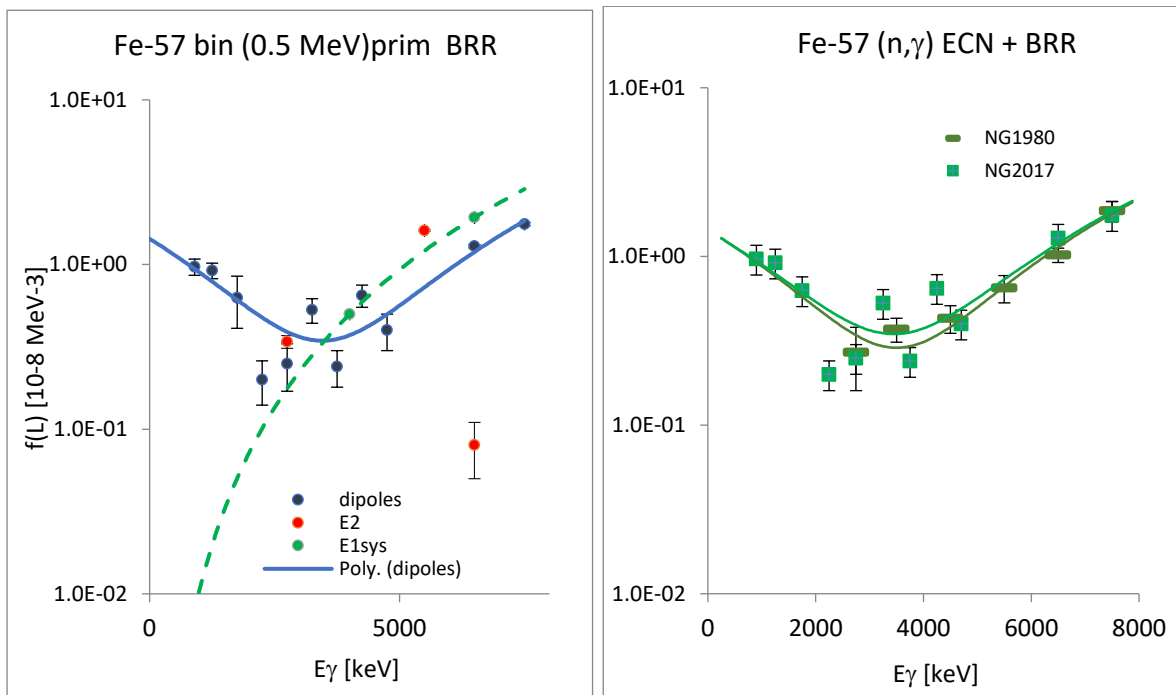 Fe-57 bin (0.5 MeV)prim BRR
1.0E+01
1.0E+00
1.0E-01
1.0E-02
f(L) [10-8 MeV-3]
dipoles
E2
E1sys
Poly. (dipoles)
0
5000
Eγ [keV]
Fe-57 (n,γ) ECN + BRR
1.0E+01
1.0E+00
1.0E-01
1.0E-02
NG1980
NG2017
0
2000
4000
6000
8000
Eγ [keV]